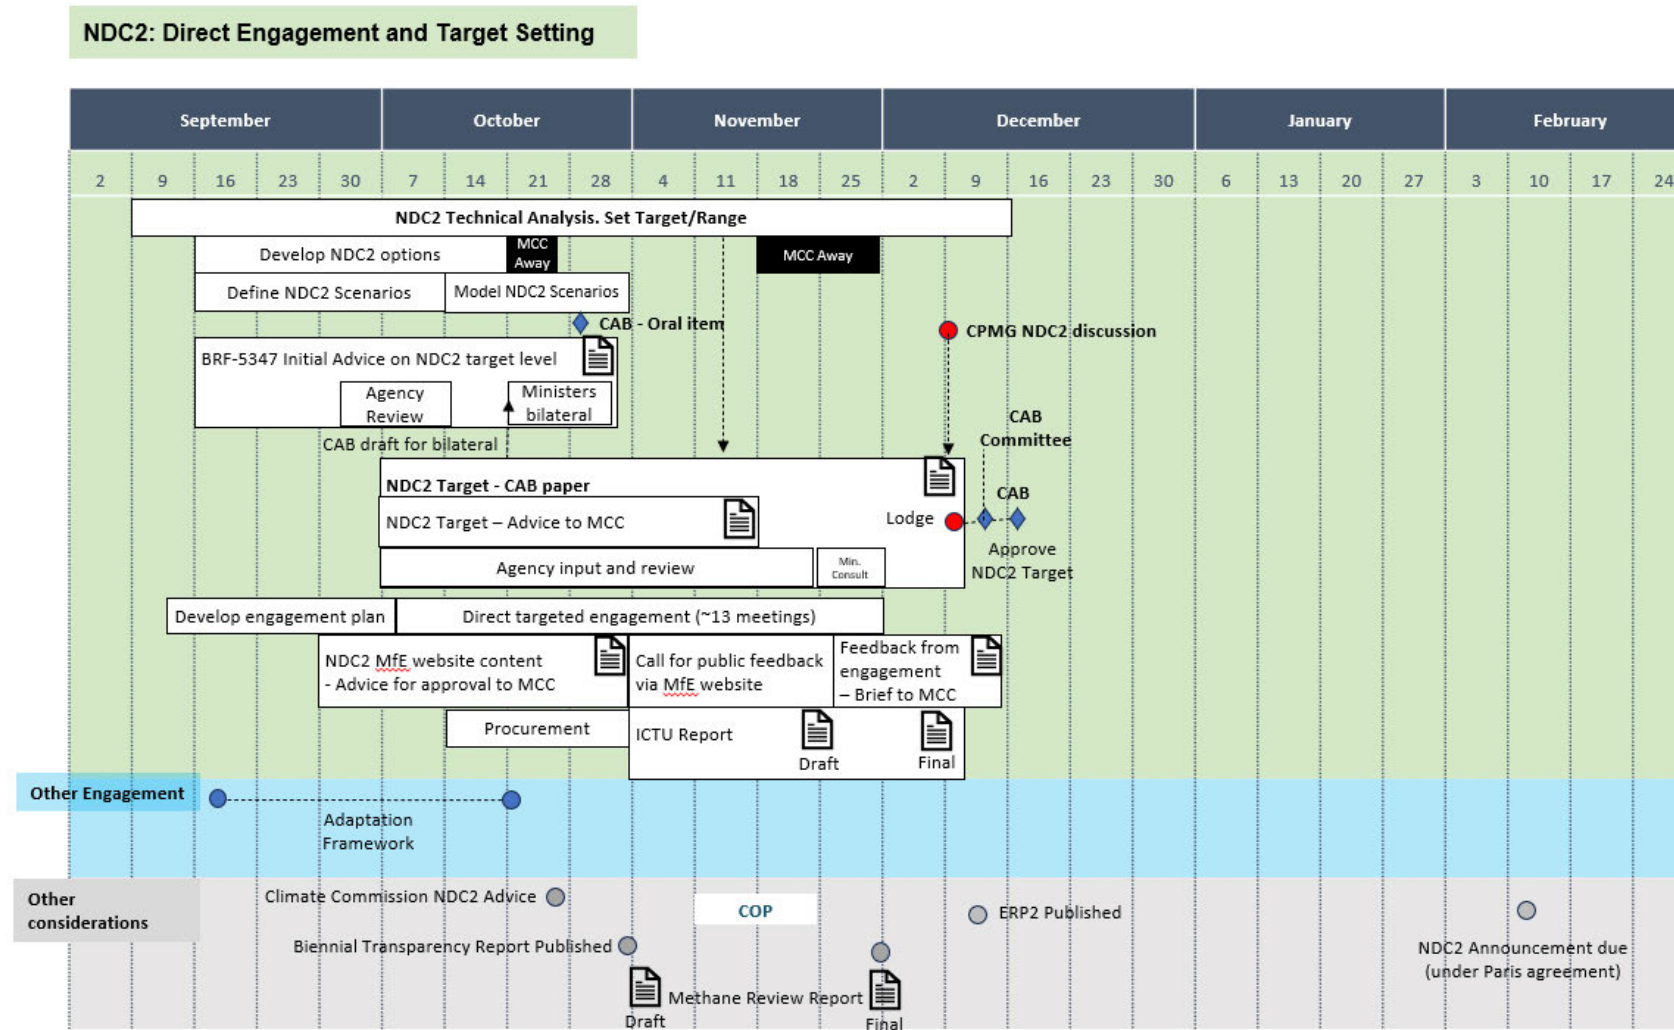 NDC2: Direct Engagement and Target Setting
September October November December January February
2 9 16 23 30 7 14 21 28 4 11 18 25 2 9 16 23 30 6 13 20 27 3 10 17 24
NDC2 Technical Analysis. Set Target/Range
Develop NDC2 options
MCC
Away
MCC Away
Define NDC2 Scenarios
Model NDC2 Scenarios
CAB - Oral item
CPMG NDC2 discussion
BRF-5347 Initial Advice on NDC2 target level
Agency
Review
Ministers
bilateral
CAB draft for bilateral
CAB
Committee
NDC2 Target - CAB paper
NDC2 Target – Advice to MCC
Lodge
CAB
Approve
NDC2 Target
Agency input and review
Min.
Consult
Develop engagement plan
Direct targeted engagement (~13 meetings)
NDC2 MfE website content
- Advice for approval to MCC
Call for public feedback
via MfE website
Feedback from
engagement
– Brief to MCC
Procurement
ICTU Report
Draft
Final
Other Engagement
Adaptation
Framework
Other
considerations
Climate Commission NDC2 Advice
COP
ERP2 Published
Biennial Transparency Report Published
NDC2 Announcement due
(under Paris agreement)
Methane Review Report
Draft
Final